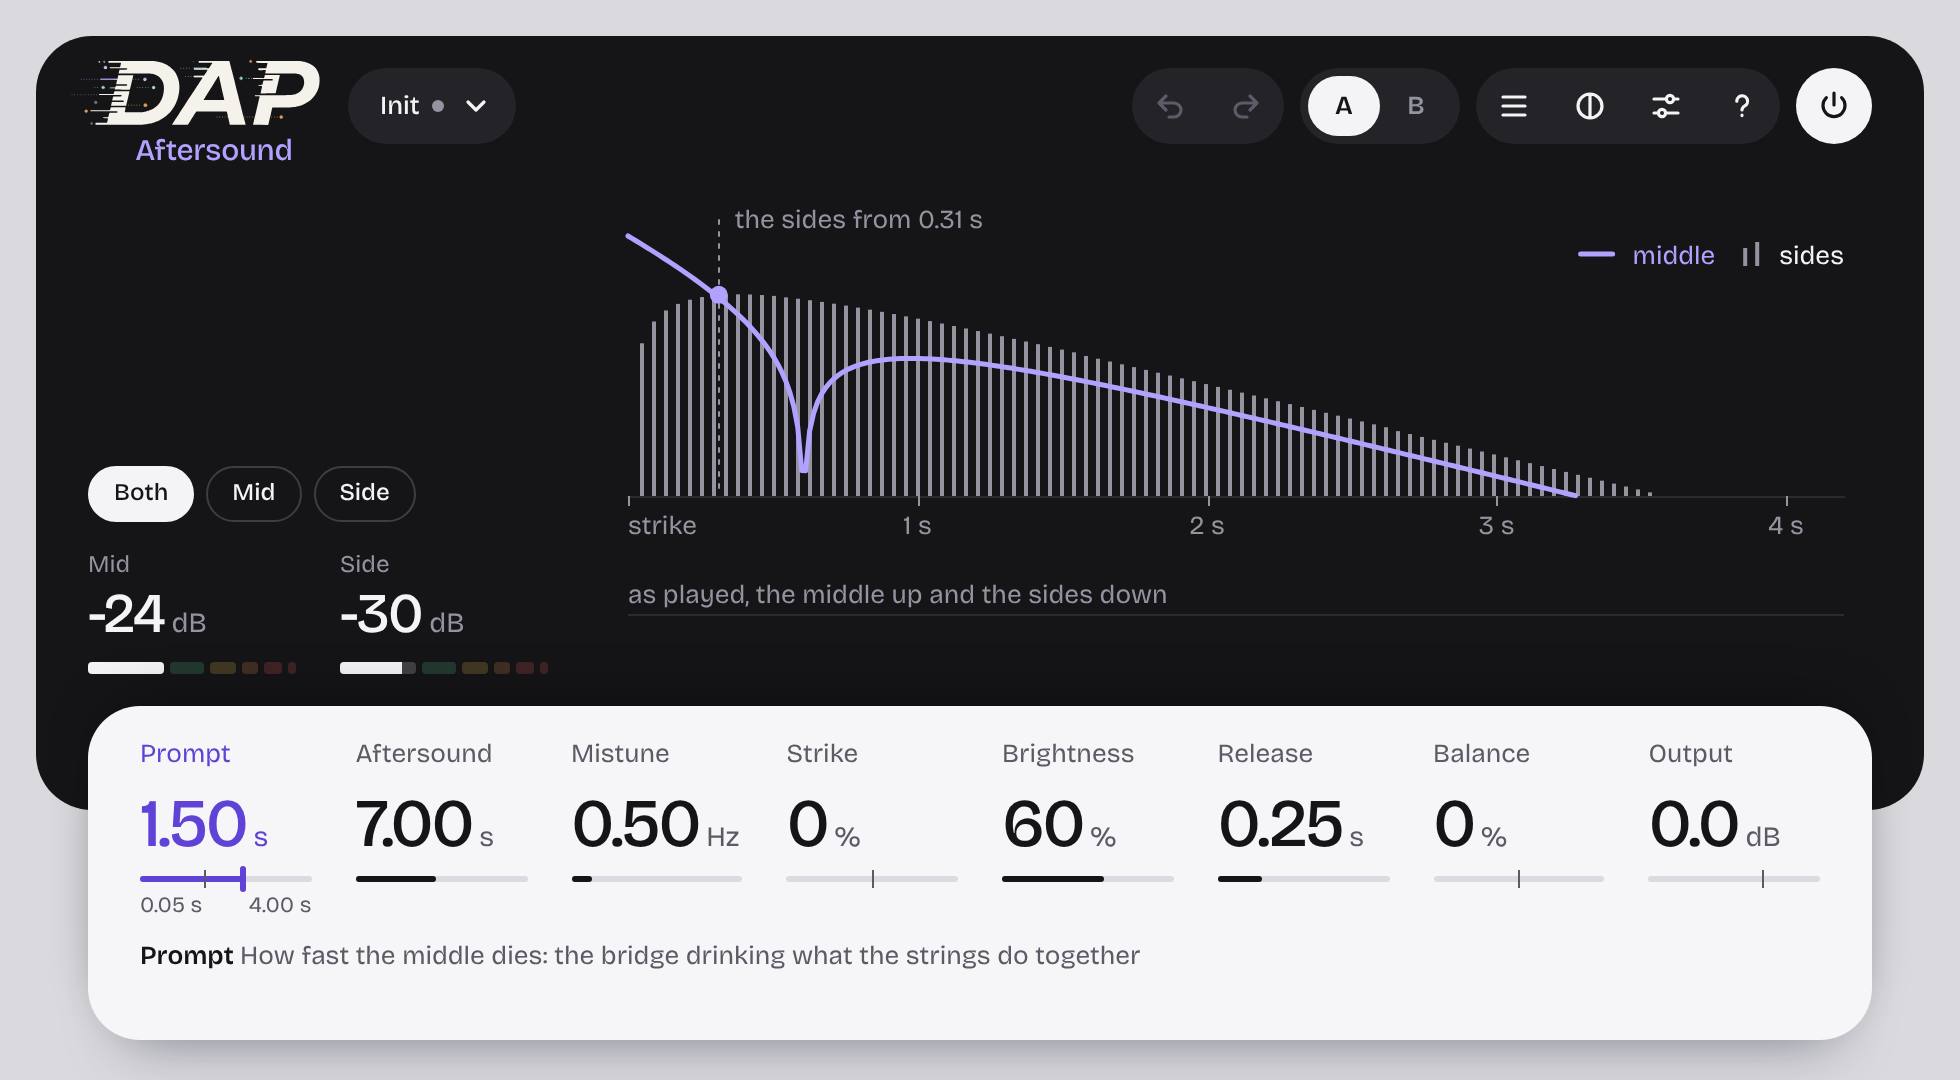 DAP
Aftersound
Init
A B ?
the sides from 0.31 s
middle sides
strike 1 s 2 s 3 s 4 s
as played, the middle up and the sides down
Both Mid Side
Mid Side
-24 dB -30 dB
Prompt Aftersound Mistune Strike Brightness Release Balance Output
1.50 s 7.00 s 0.50 Hz 0 % 60 % 0.25 s 0 % 0.0 dB
0.05 s 4.00 s
Prompt How fast the middle dies: the bridge drinking what the strings do together